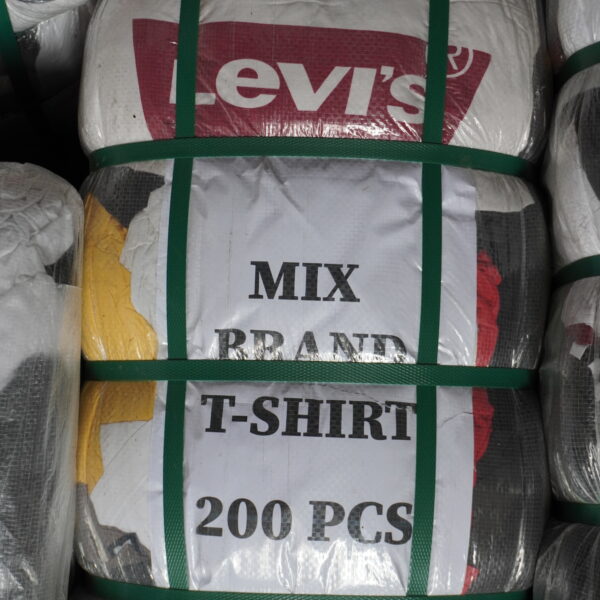 Levi's®
MIX
BRAND
T-SHIRT
200 PCS